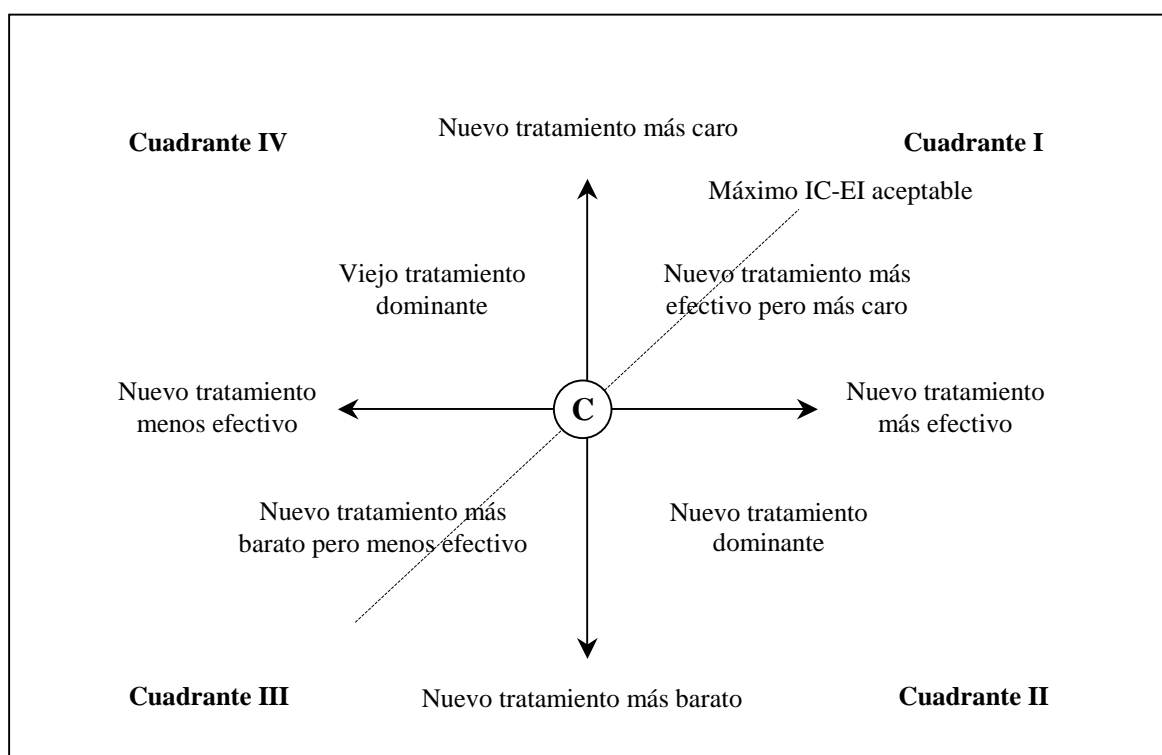 Nuevo tratamiento más caro
Cuadrante IV
Cuadrante I
Máximo IC-EI aceptable
Viejo tratamiento
dominante
Nuevo tratamiento más
efectivo pero más caro
Nuevo tratamiento
menos efectivo
C
Nuevo tratamiento
más efectivo
Nuevo tratamiento más
barato pero menos efectivo
Nuevo tratamiento
dominante
Cuadrante III
Nuevo tratamiento más barato
Cuadrante II